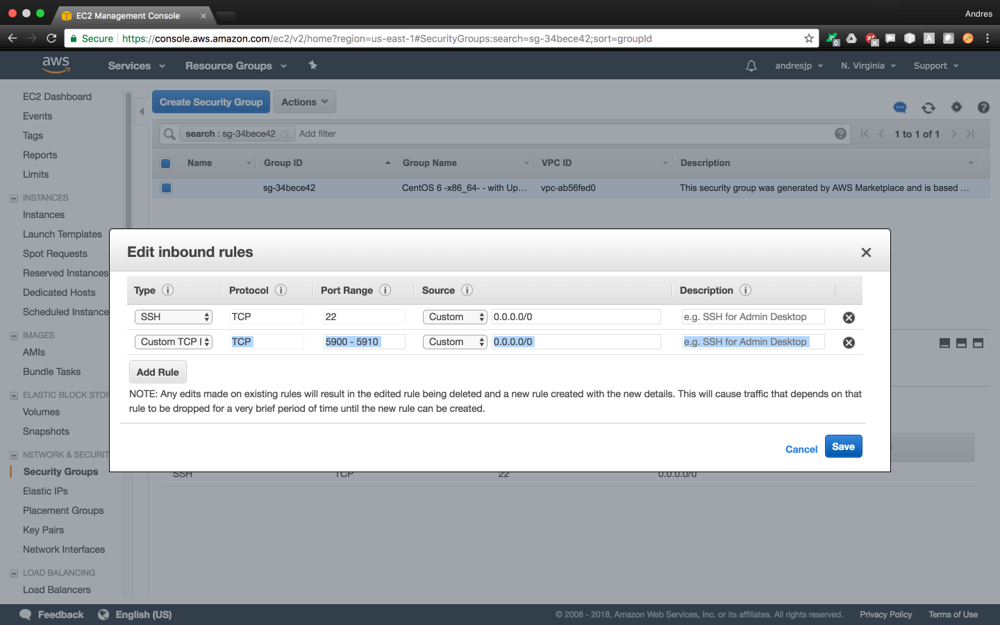 EC2 Management Console
Andres
Secure https://console.aws.amazon.com/ec2/v2/home?region=us-east-1#SecurityGroups:search=sg-34bece42;sort=groupId
aws Services Resource Groups andresjp N. Virginia Support
EC2 Dashboard
Events
Tags
Reports
Limits
INSTANCES
Instances
Launch Templates
Spot Requests
Reserved Instances
Dedicated Hosts
Scheduled Instance
IMAGES
AMIs
Bundle Tasks
ELASTIC BLOCK STOR
Volumes
Snapshots
NETWORK & SECURIT
Security Groups
Elastic IPs
Placement Groups
Key Pairs
Network Interfaces
LOAD BALANCING
Load Balancers
Create Security Group Actions
search : sg-34bece42 Add filter 1 to 1 of 1
Name Group ID Group Name VPC ID Description
sg-34bece42 CentOS 6 -x86_64- - with Up... vpc-ab56fed0 This security group was generated by AWS Marketplace and is based ...
Edit inbound rules
Type Protocol Port Range Source Description
SSH TCP 22 Custom 0.0.0.0/0 e.g. SSH for Admin Desktop
Custom TCP TCP 5900 - 5910 Custom 0.0.0.0/0 e.g. SSH for Admin Desktop
Add Rule
NOTE: Any edits made on existing rules will result in the edited rule being deleted and a new rule created with the new details. This will cause traffic that depends on that
rule to be dropped for a very brief period of time until the new rule can be created.
Cancel Save
SSH TCP 22 0.0.0.0/0
Feedback English (US) © 2008 - 2018, Amazon Web Services, Inc. or its affiliates. All rights reserved. Privacy Policy Terms of Use